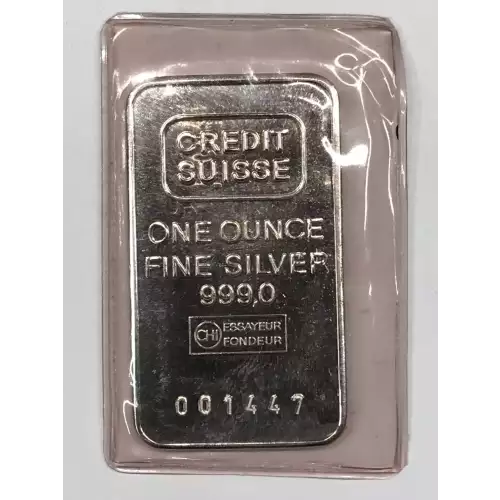 CREDIT
SUISSE
ONE OUNCE
FINE SILVER
999,0
CHI ESSAYEUR
FONDEUR
001447